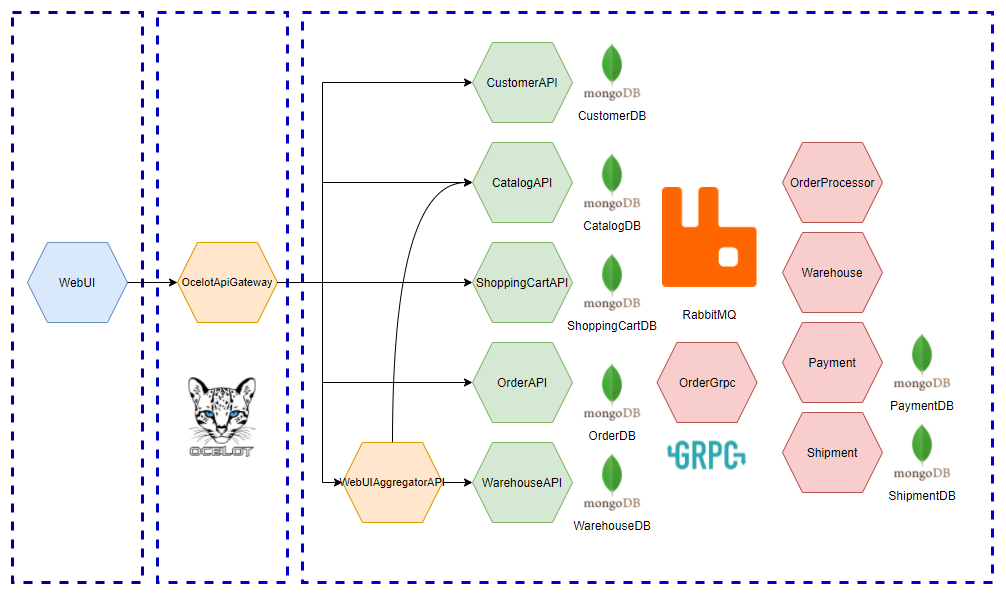 mongoDB
CustomerAPI
CustomerDB
mongoDB
CatalogAPI
CatalogDB
OrderProcessor
WebUI
OcelotApiGateway
ShoppingCartAPI
mongoDB
ShoppingCartDB
RabbitMQ
Warehouse
OCELOT
OrderAPI
mongoDB
OrderDB
OrderGrpc
Payment
mongoDB
PaymentDB
GRPC
WebUIAggregatorAPI
WarehouseAPI
mongoDB
WarehouseDB
Shipment
mongoDB
ShipmentDB